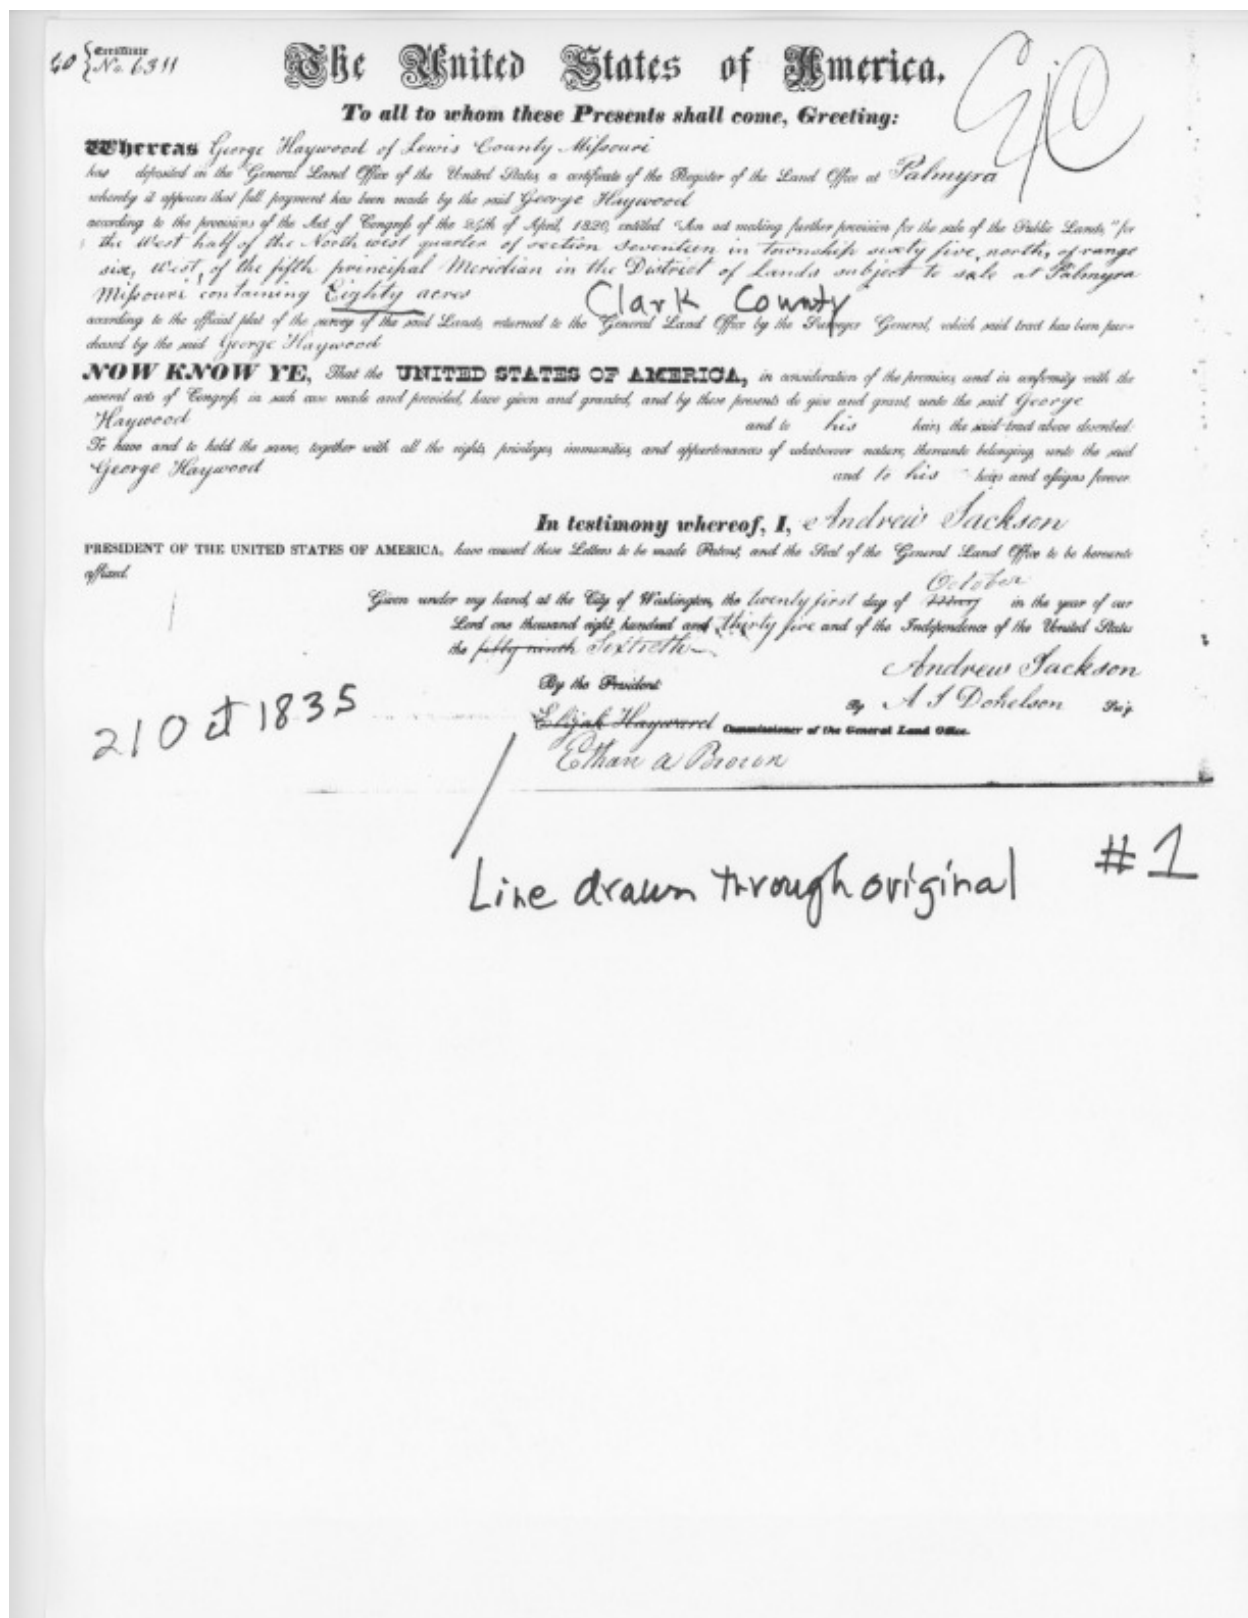 60 { Certificate
No. 6311
The United States of America,
To all to whom these Presents shall come, Greeting:
Whereas George Haywood of Lewis County Missouri
has deposited in the General Land Office of the United States, a certificate of the Register of the Land Office at Palmyra
whereby it appears that full payment has been made by the said George Haywood
according to the provisions of the Act of Congress of the 24th of April, 1820, entitled "An act making further provision for the sale of the Public Lands," for
the West half of the North west quarter of section seventeen in township sixty five, north, of range
six, West, of the fifth principal Meridian in the District of Lands subject to sale at Palmyra
Missouri containing Eighty acres
Clark County
according to the official plat of the survey of the said Lands, returned to the General Land Office by the Surveyor General, which said tract has been pur-
chased by the said George Haywood
NOW KNOW YE, That the UNITED STATES OF AMERICA, in consideration of the premises, and in conformity with the
several acts of Congress, in such case made and provided, have given and granted, and by these presents do give and grant, unto the said George
Haywood and to his heirs, the said tract above described:
To have and to hold the same, together with all the rights, privileges, immunities, and appurtenances of whatsoever nature, thereunto belonging, unto the said
George Haywood and to his heirs and assigns forever.
In testimony whereof, I, Andrew Jackson
PRESIDENT OF THE UNITED STATES OF AMERICA, have caused these Letters to be made Patent, and the Seal of the General Land Office to be hereunto
affixed.
October
Given under my hand, at the City of Washington, the twenty first day of in the year of our
Lord one thousand eight hundred and thirty five and of the Independence of the United States
the fifty ninth Sixtieth
Andrew Jackson
By the President:
By A J Donelson Sec'y
21 Oct 1835
Elijah Hayward Commissioner of the General Land Office.
Ethan A Brown
Line drawn through original
#1